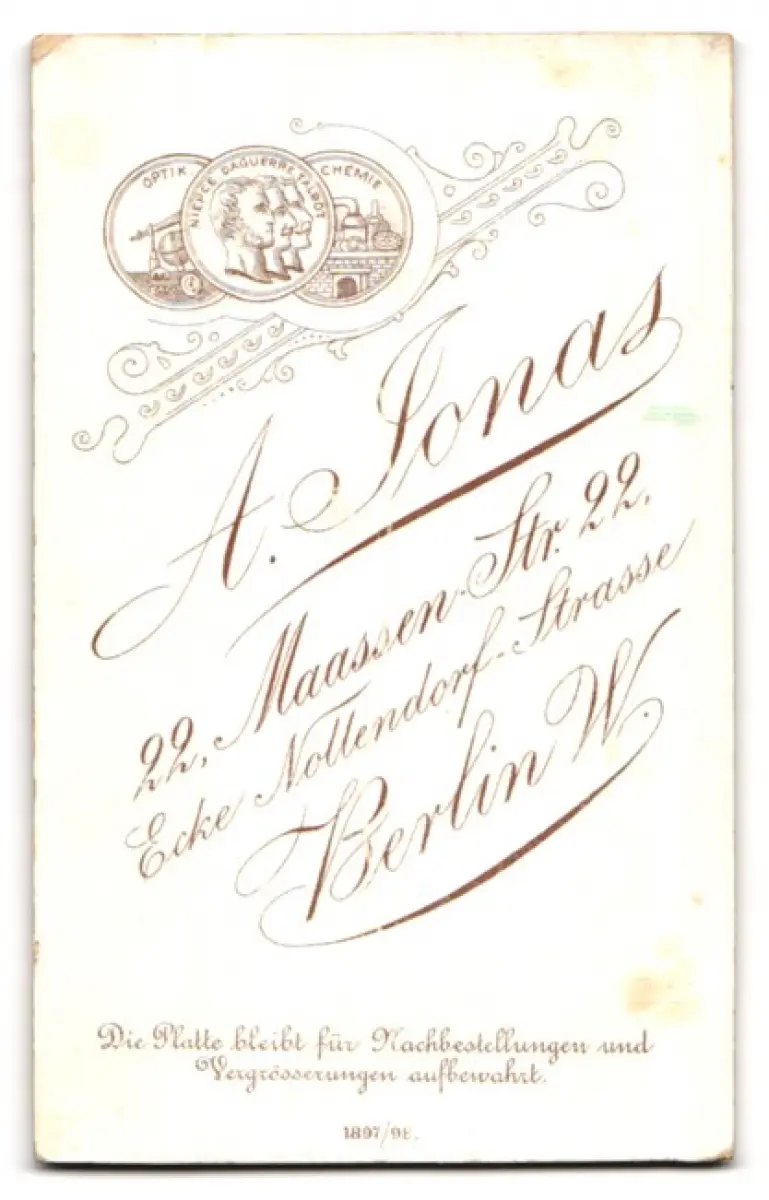 OPTIK.
NIEPCE DAGUERRE TALBOT
CHEMIE
A. Jonas
22, Maassen-Str. 22.
Ecke Nollendorf-Strasse
Berlin W.
Die Platte bleibt für Nachbestellungen und
Vergrösserungen aufbewahrt.
1897/98.